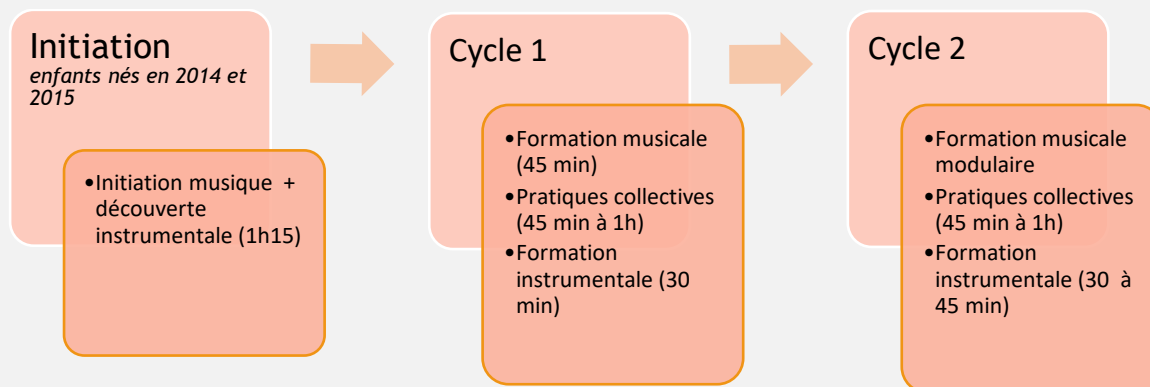 Initiation
enfants nés en 2014 et
2015
•Initiation musique + 
découverte
instrumentale (1h15)
Cycle 1
•Formation musicale
(45 min)
•Pratiques collectives
(45 min à 1h)
•Formation
instrumentale (30
min)
Cycle 2
•Formation musicale
modulaire
•Pratiques collectives
(45 min à 1h)
•Formation
instrumentale (30 à
45 min)